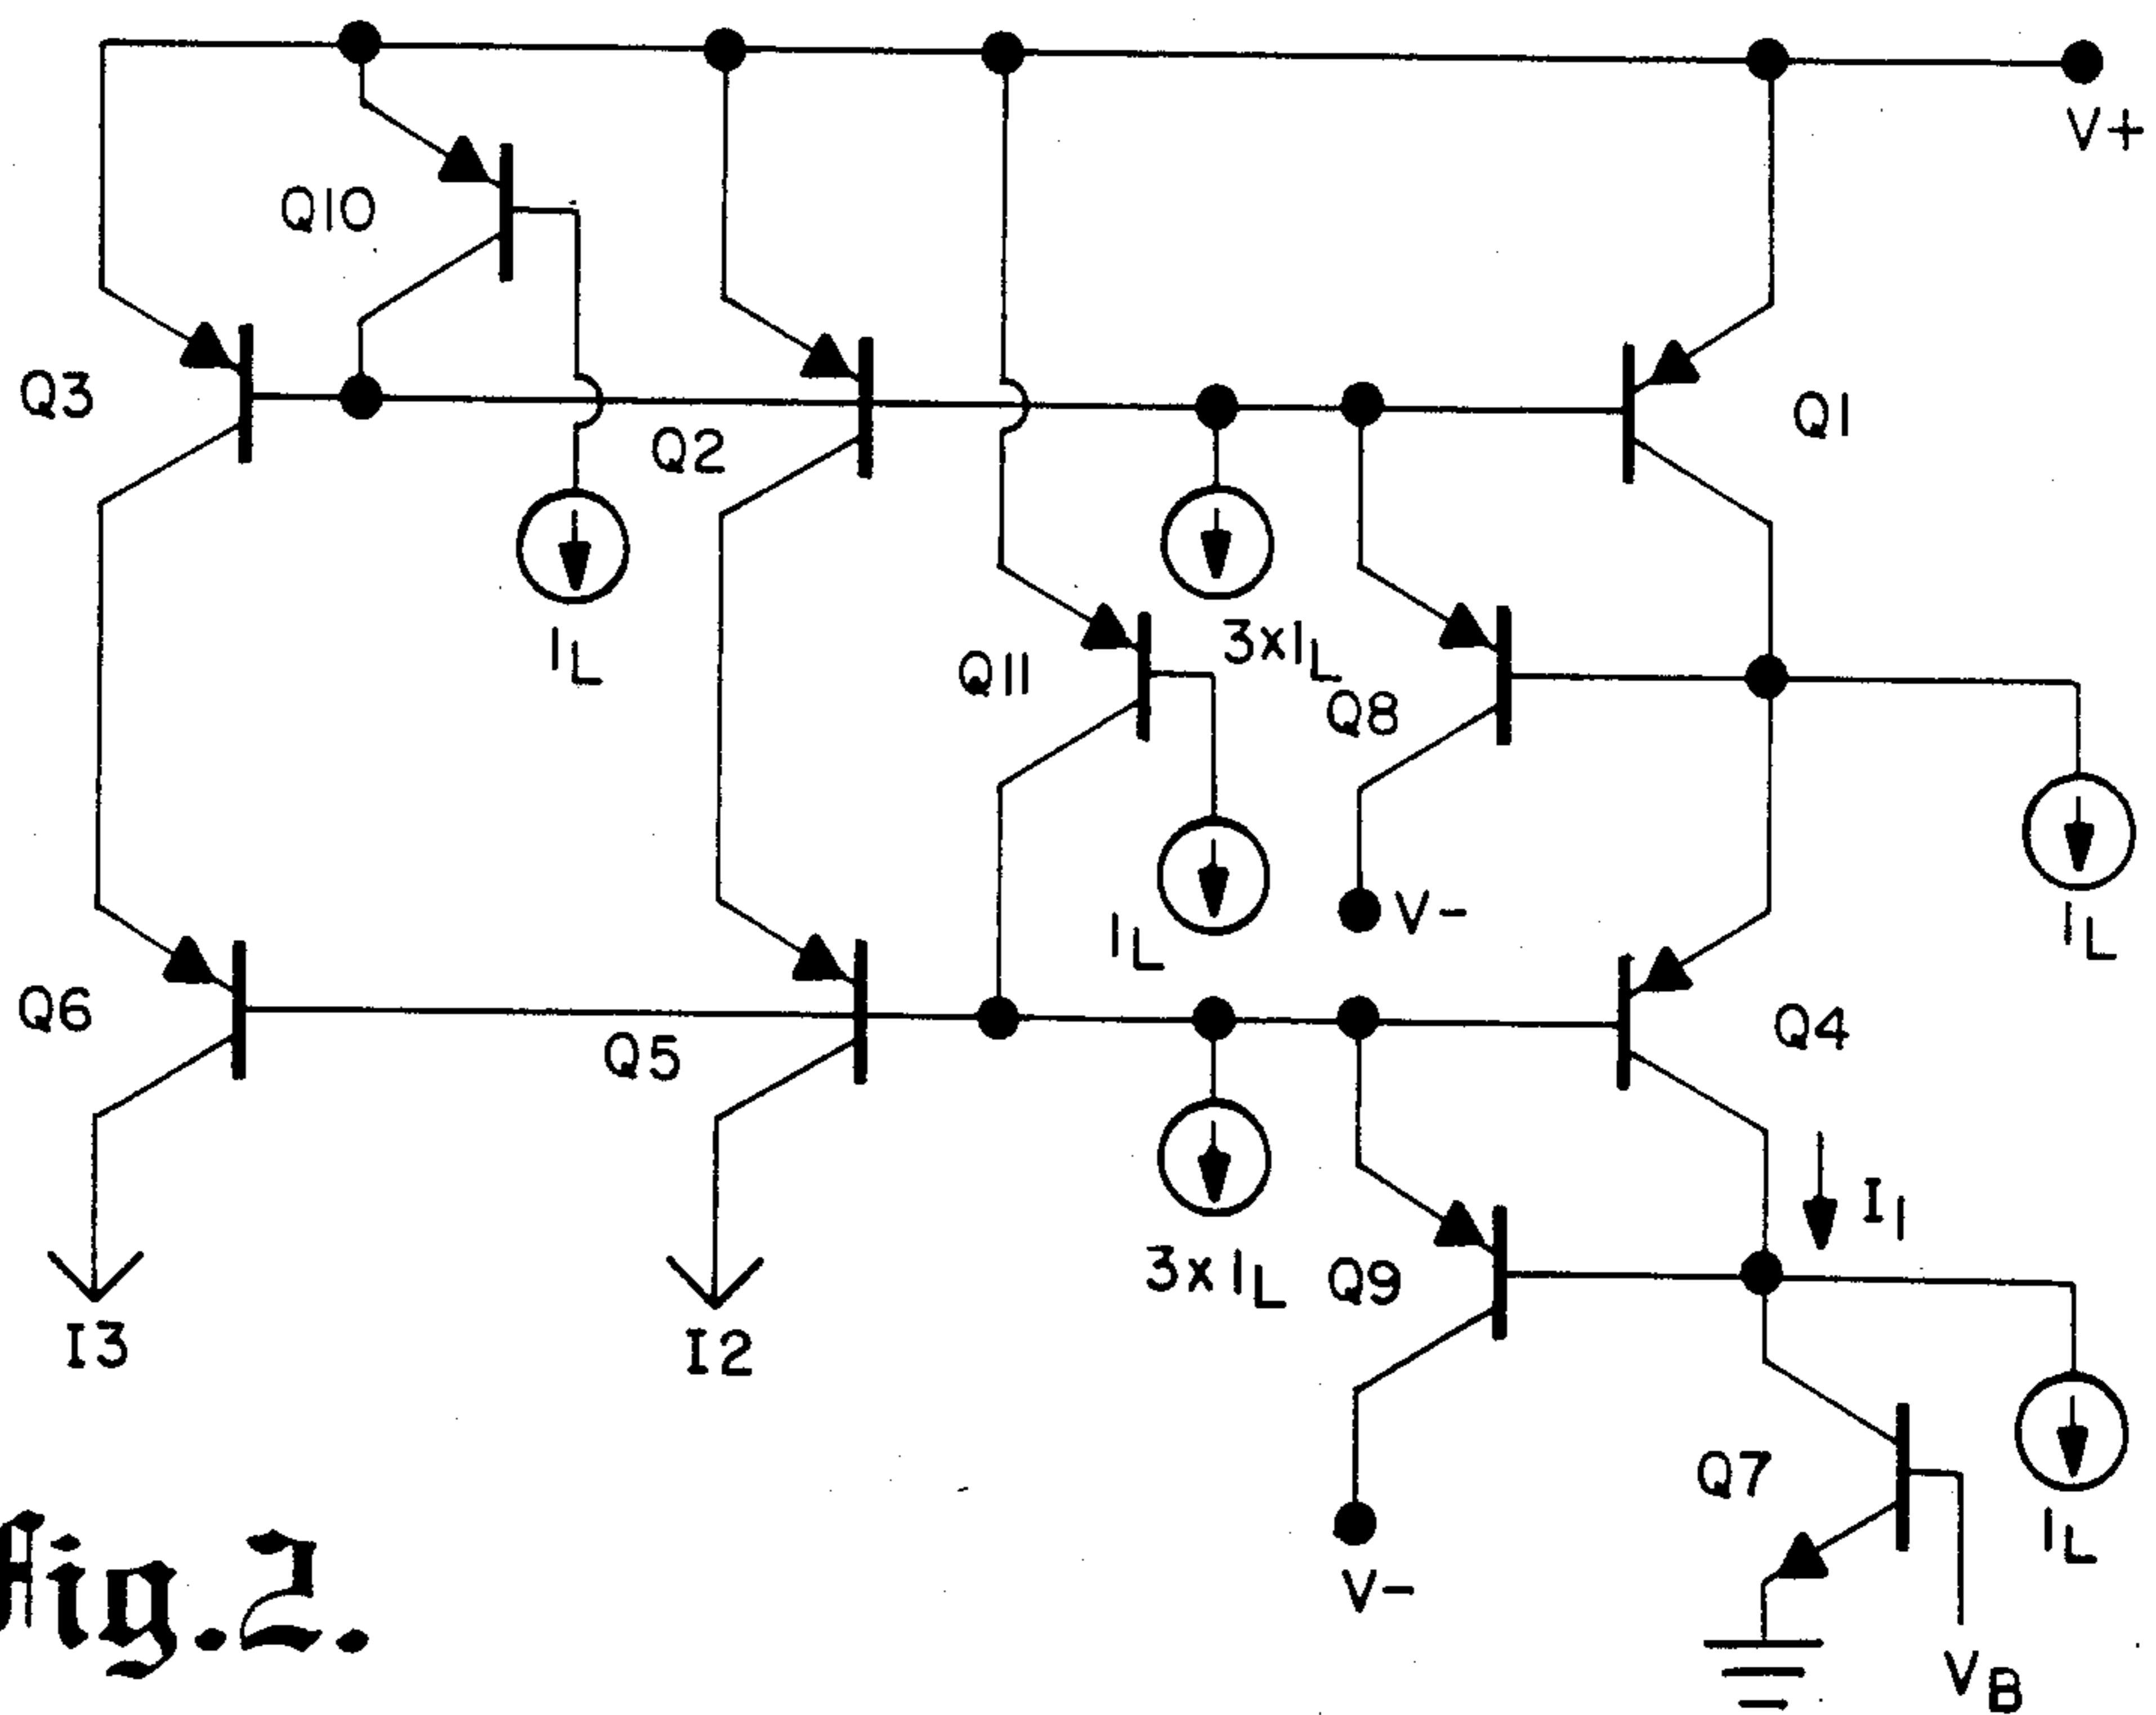 V+
Q10
Q3
Q2
Q1
IL
3xIL
Q11
Q8
V-
IL
IL
Q6
Q5
Q4
I1
3xIL
Q9
I3
I2
Q7
IL
V-
VB
Fig.2.